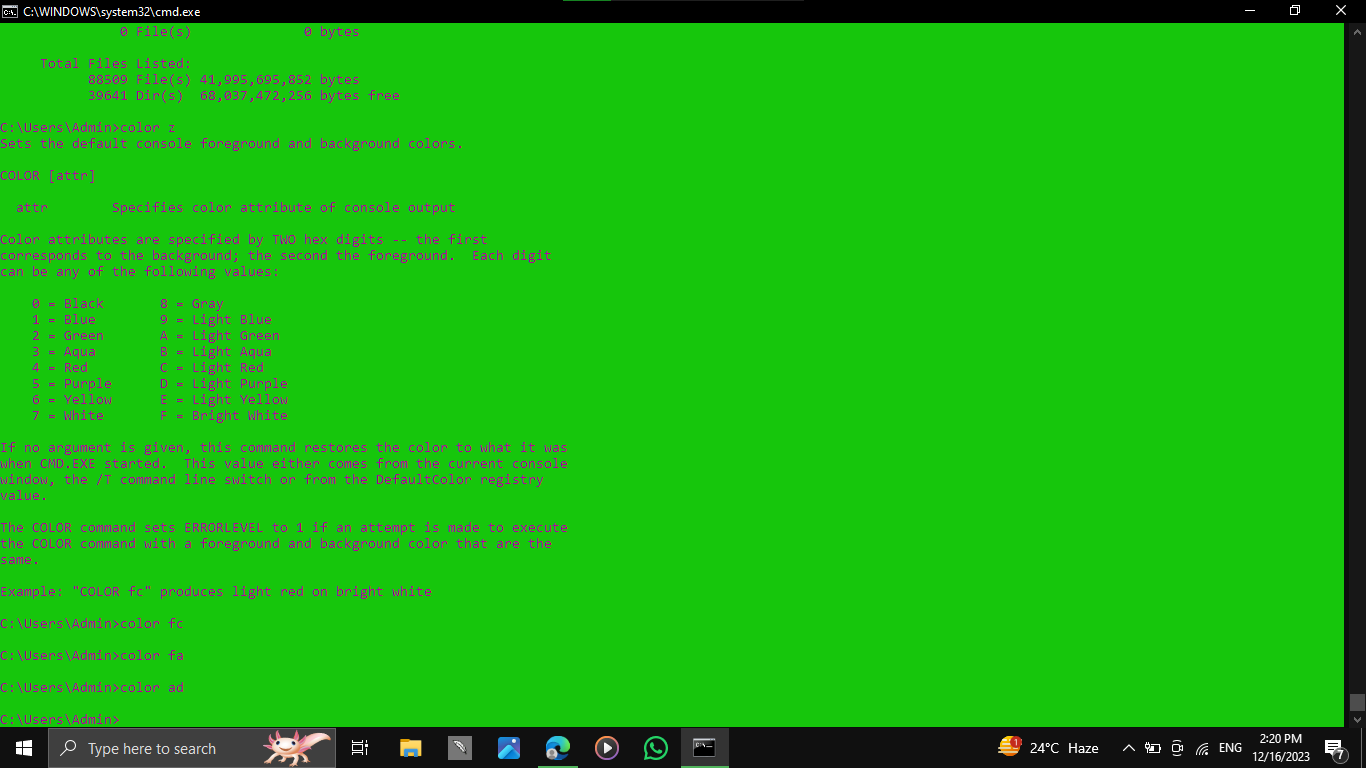 C:\WINDOWS\system32\cmd.exe
0 File(s)              0 bytes
Total Files Listed:
88509 File(s) 41,995,695,852 bytes
39641 Dir(s)  68,037,472,256 bytes free
C:\Users\Admin>color z
Sets the default console foreground and background colors.
COLOR [attr]
attr        Specifies color attribute of console output
Color attributes are specified by TWO hex digits -- the first
corresponds to the background; the second the foreground.  Each digit
can be any of the following values:
0 = Black       8 = Gray
1 = Blue        9 = Light Blue
2 = Green       A = Light Green
3 = Aqua        B = Light Aqua
4 = Red         C = Light Red
5 = Purple      D = Light Purple
6 = Yellow      E = Light Yellow
7 = White       F = Bright White
If no argument is given, this command restores the color to what it was
when CMD.EXE started.  This value either comes from the current console
window, the /T command line switch or from the DefaultColor registry
value.
The COLOR command sets ERRORLEVEL to 1 if an attempt is made to execute
the COLOR command with a foreground and background color that are the
same.
Example: "COLOR fc" produces light red on bright white
C:\Users\Admin>color fc
C:\Users\Admin>color fa
C:\Users\Admin>color ad
C:\Users\Admin>
Type here to search
1
24°C Haze
ENG
2:20 PM
12/16/2023
7